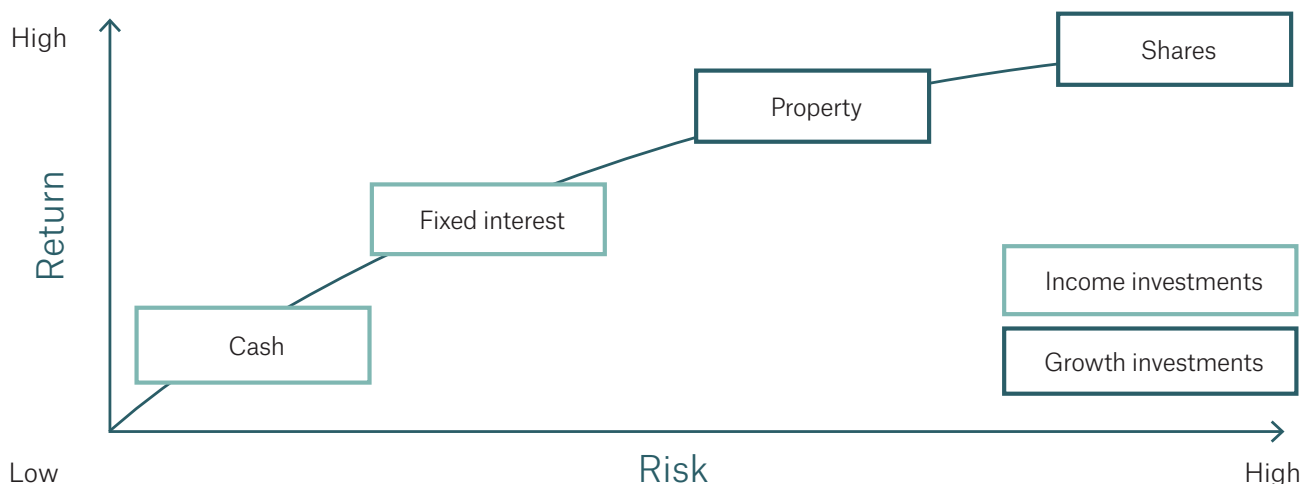 High
Shares
Property
Return
Fixed interest
Income investments
Cash
Growth investments
Low
Risk
High